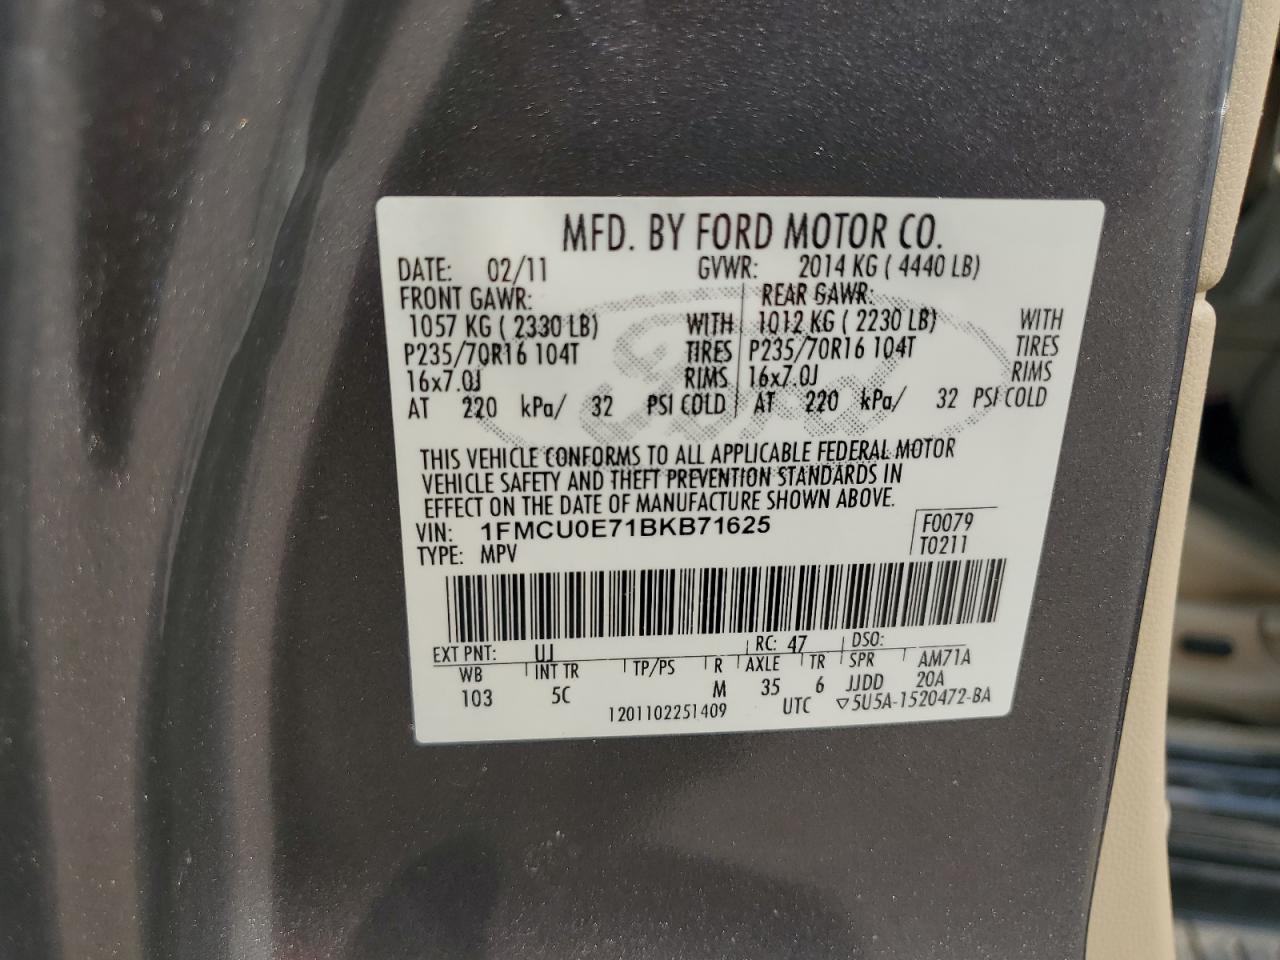 MFD. BY FORD MOTOR CO.
DATE: 02/11 GVWR: 2014 KG ( 4440 LB)
FRONT GAWR: REAR GAWR:
1057 KG ( 2330 LB) WITH 1012 KG ( 2230 LB) WITH
P235/70R16 104T TIRES P235/70R16 104T TIRES
16x7.0J RIMS 16x7.0J RIMS
AT 220 kPa/ 32 PSI COLD AT 220 kPa/ 32 PSI COLD
Ford
THIS VEHICLE CONFORMS TO ALL APPLICABLE FEDERAL MOTOR
VEHICLE SAFETY AND THEFT PREVENTION STANDARDS IN
EFFECT ON THE DATE OF MANUFACTURE SHOWN ABOVE.
VIN: 1FMCU0E71BKB71625 F0079
TYPE: MPV T0211
EXT PNT: UJ RC: 47 DSO:
WB INT TR TP/PS R AXLE TR SPR AM71A
103 5C M 35 6 JJDD 20A
1201102251409 UTC ▽5U5A-1520472-BA